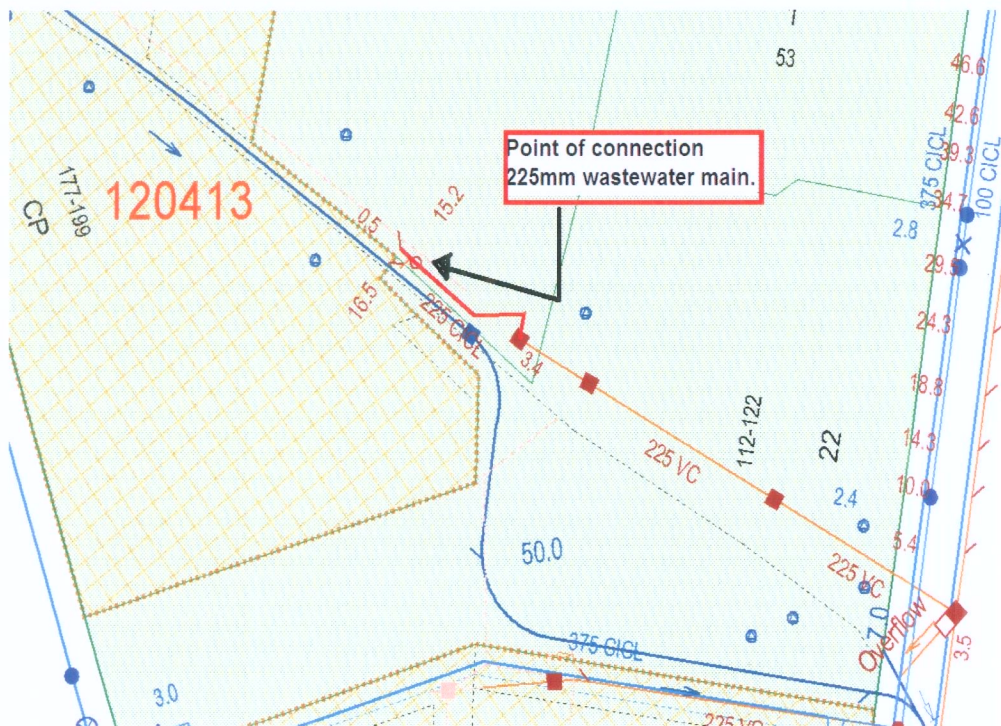 53
46.6
42.6
39.3
375 CICL
100 CICL
34.7
2.8
29.9
24.3
18.8
14.3
10.0
5.4
Point of connection
225mm wastewater main.
177-199
CP
120413
0.5
15.2
16.5
225 CICL
3.4
225 VC
112-122
22
2.4
225 VC
50.0
7.0
Overflow
3.5
375 CICL
3.0
225 VC